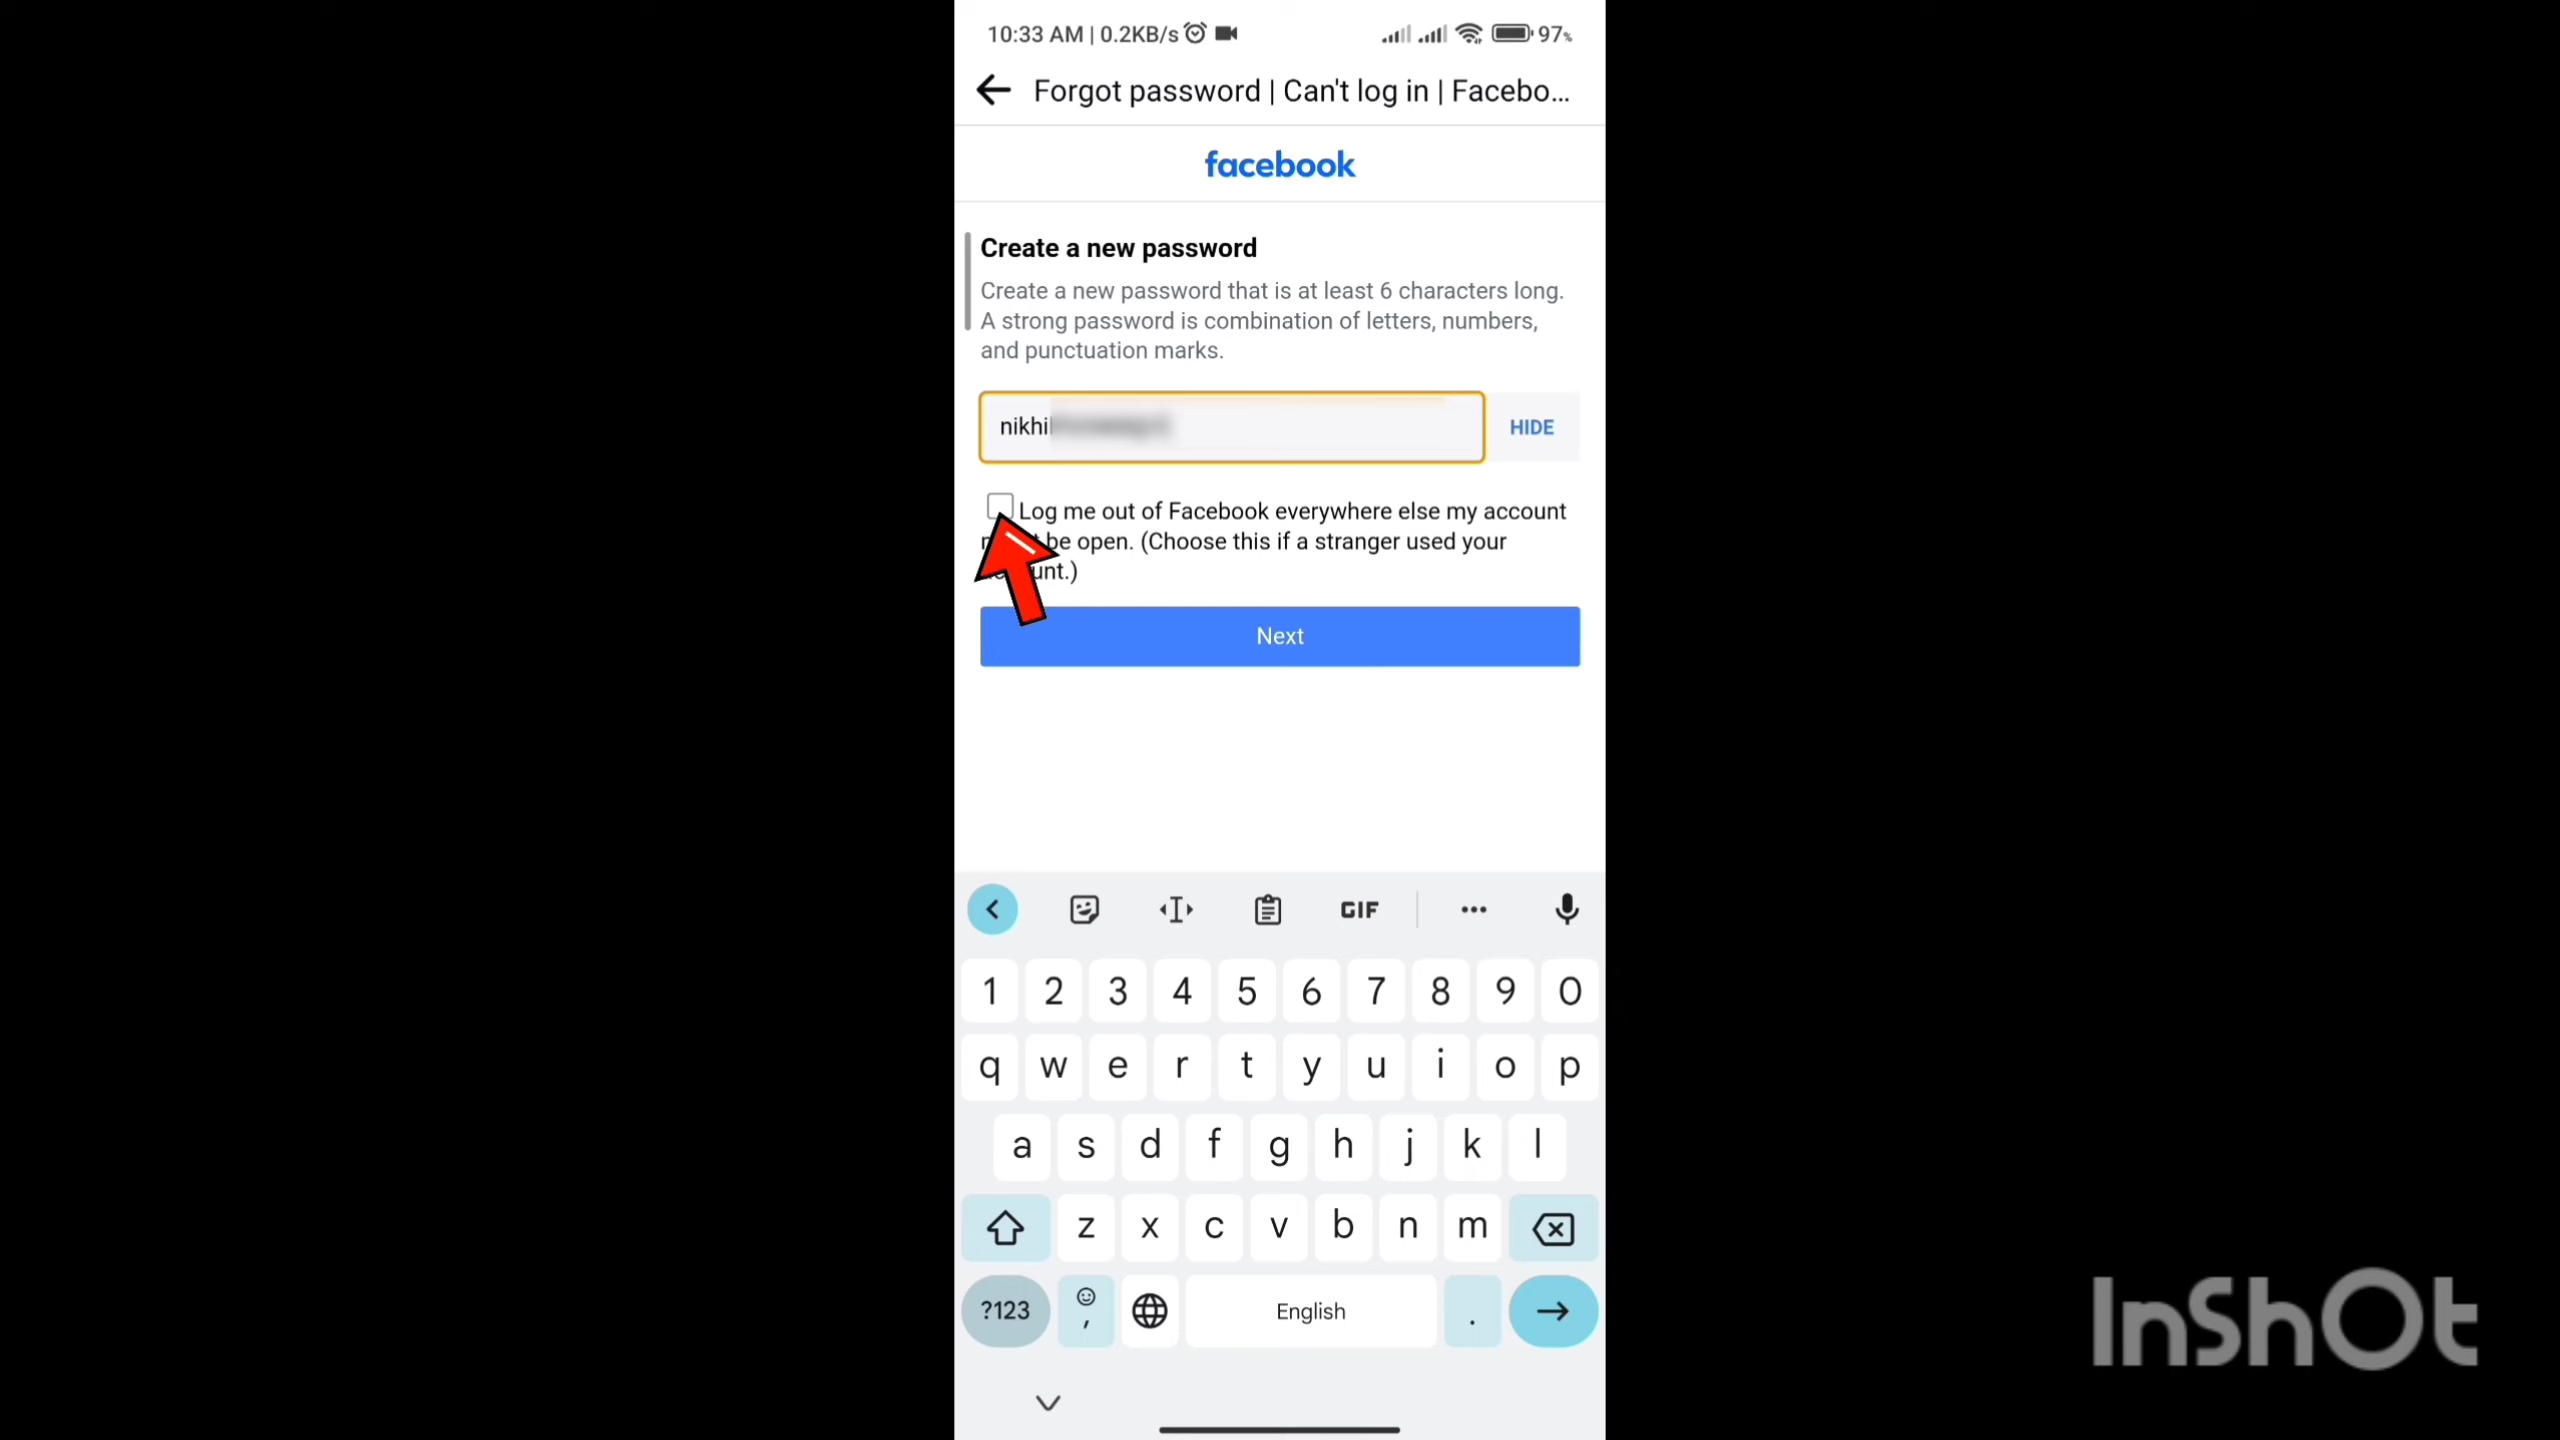 10:33 AM | 0.2KB/s 97%
Forgot password | Can't log in | Facebo...
facebook
Create a new password
Create a new password that is at least 6 characters long.
A strong password is combination of letters, numbers,
and punctuation marks.
nikhil
HIDE
Log me out of Facebook everywhere else my account
be open. (Choose this if a stranger used your
Next
GIF
1 2 3 4 5 6 7 8 9 0
q w e r t y u i o p
a s d f g h j k l
z x c v b n m
?123 , English .
InShOt